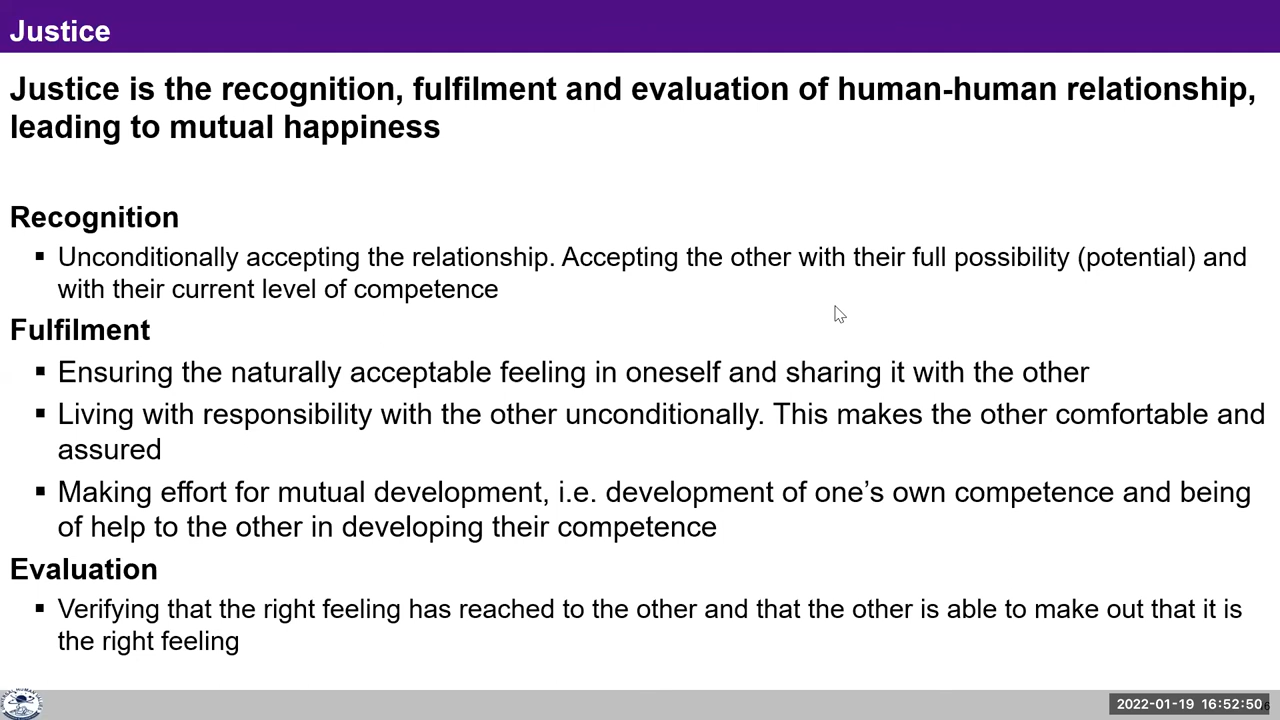 Justice
Justice is the recognition, fulfilment and evaluation of human-human relationship,
leading to mutual happiness
Recognition
▪ Unconditionally accepting the relationship. Accepting the other with their full possibility (potential) and
with their current level of competence
Fulfilment
▪ Ensuring the naturally acceptable feeling in oneself and sharing it with the other
▪ Living with responsibility with the other unconditionally. This makes the other comfortable and
assured
▪ Making effort for mutual development, i.e. development of one’s own competence and being
of help to the other in developing their competence
Evaluation
▪ Verifying that the right feeling has reached to the other and that the other is able to make out that it is
the right feeling
2022-01-19 16:52:50